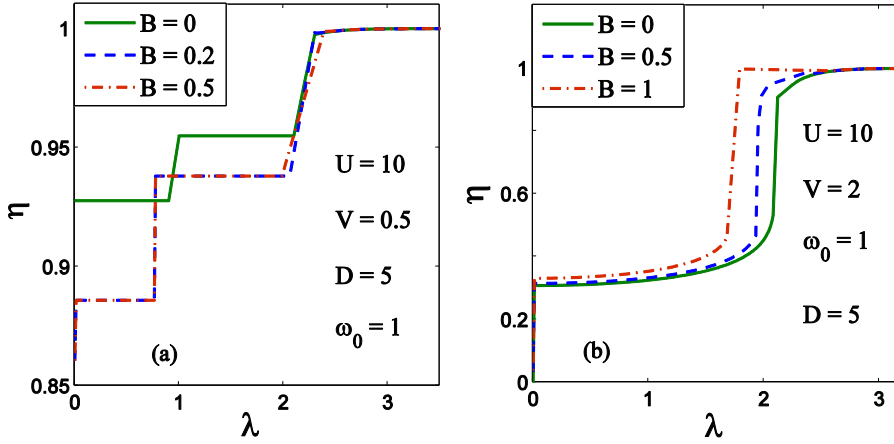 B = 0
B = 0.2
B = 0.5
1
0.95
0.9
0.85
η
U = 10
V = 0.5
D = 5
ω0 = 1
(a)
0
1
2
3
λ
B = 0
B = 0.5
B = 1
1
0.6
0.2
0
η
U = 10
V = 2
ω0 = 1
D = 5
(b)
0
1
2
3
λ